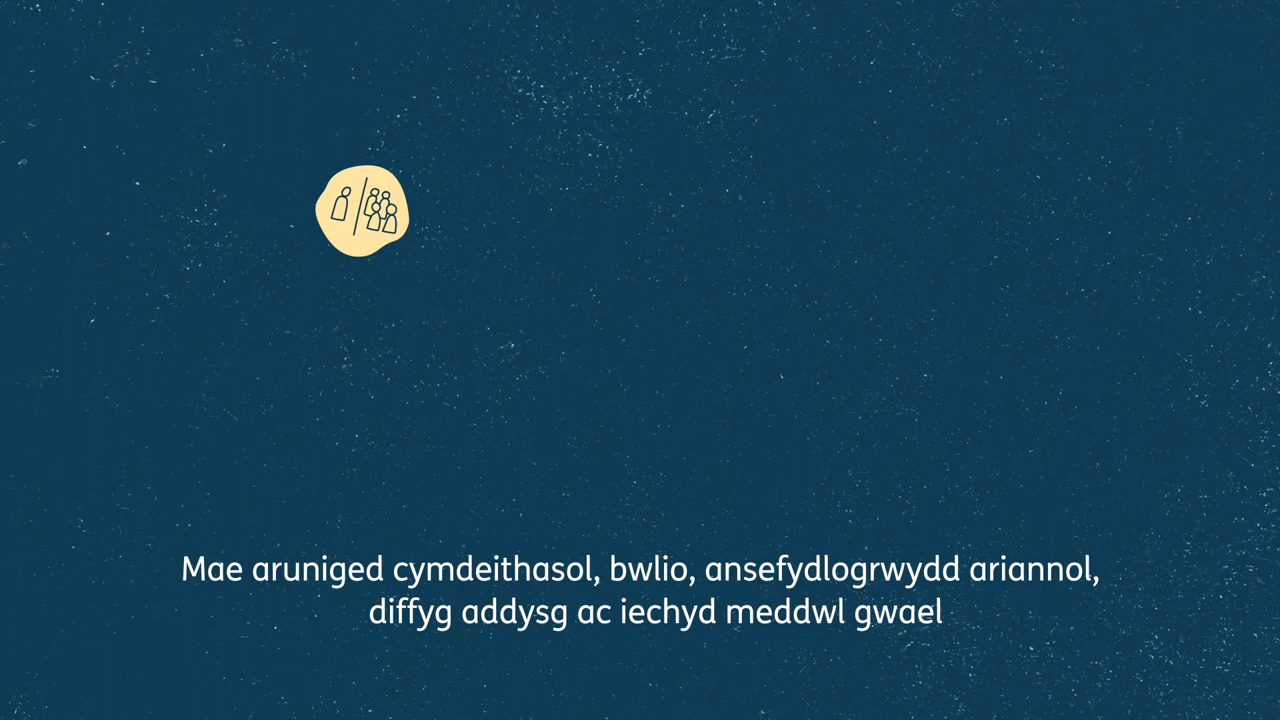 Mae aruniged cymdeithasol, bwlio, ansefydlogrwydd ariannol,
diffyg addysg ac iechyd meddwl gwael